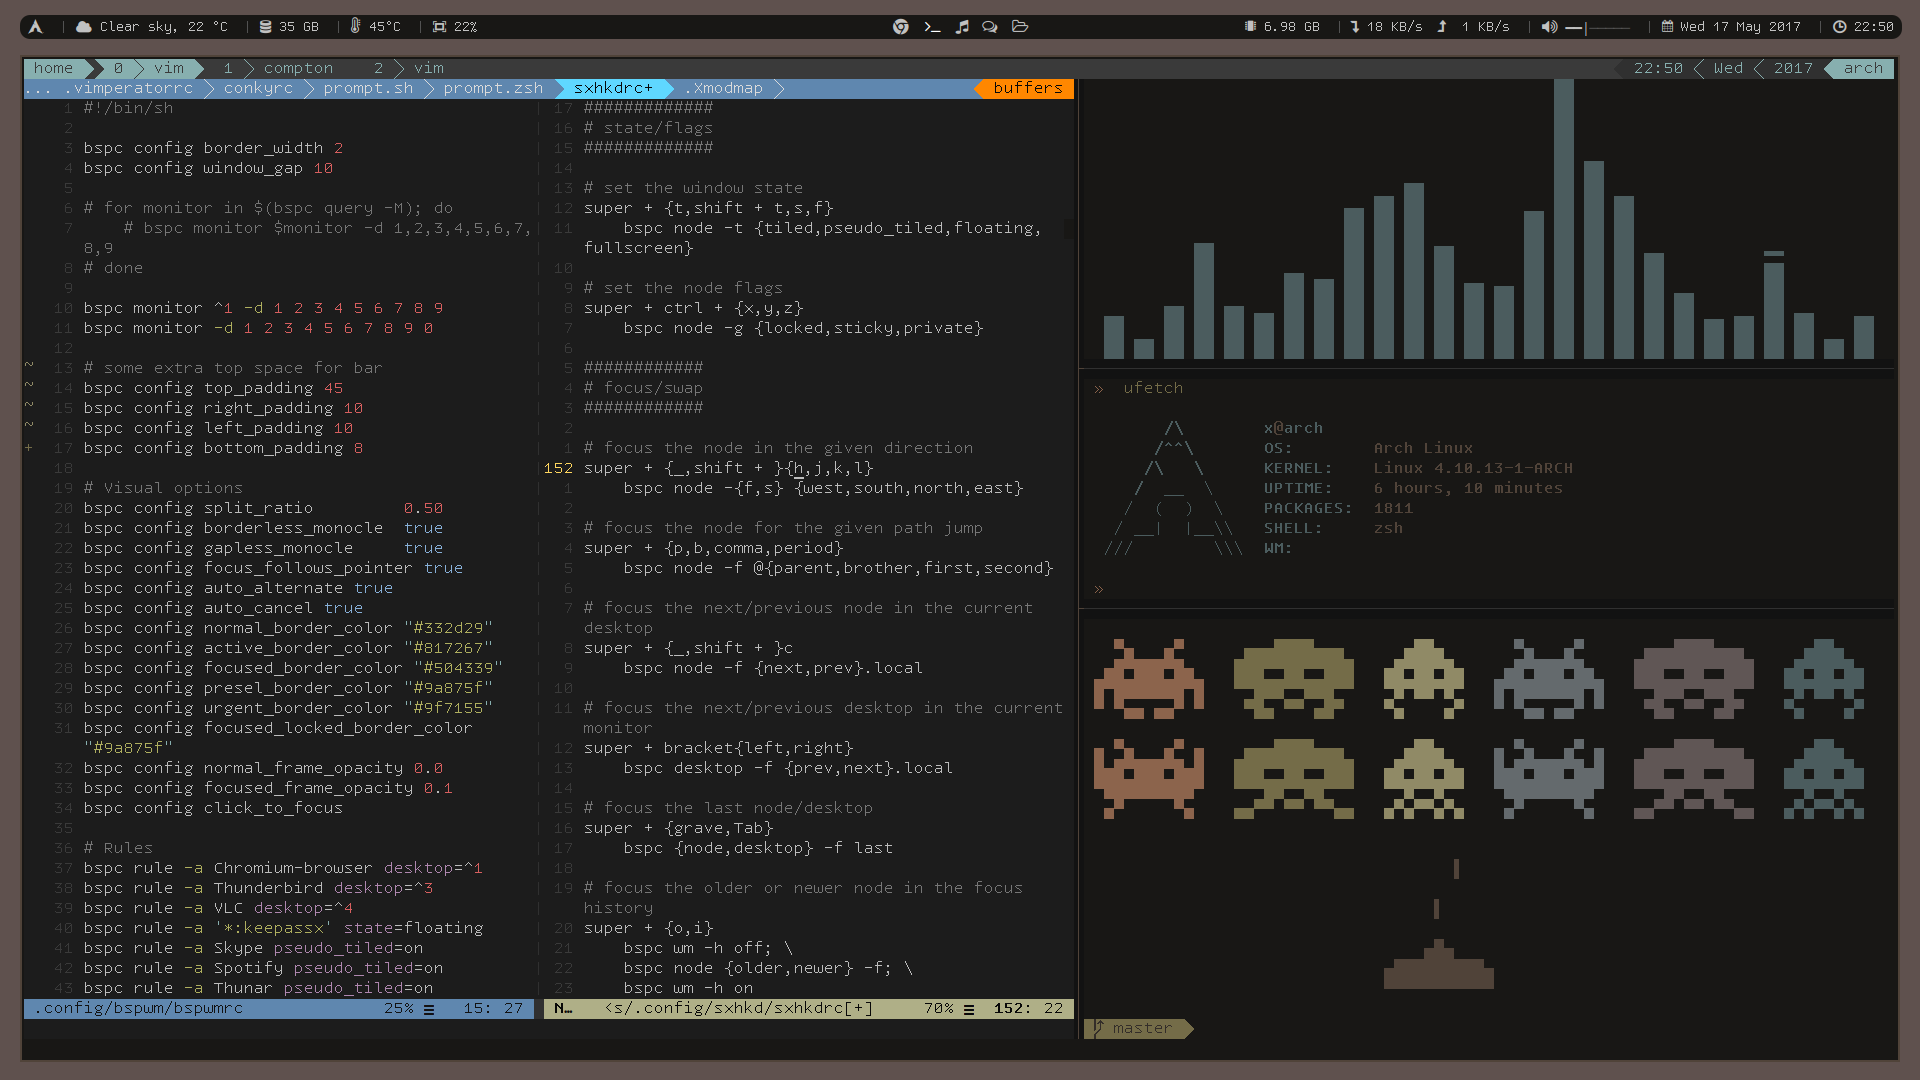 Clear sky, 22 °C | 35 GB | 45°C | 22%
6.98 GB | 18 KB/s 1 KB/s | Wed 17 May 2017 | 22:50
home 0 vim 1 compton 2 vim
22:50 Wed 2017 arch
... .vimperatorrc conkyrc prompt.sh prompt.zsh sxhkdrc+ .Xmodmap buffers
1 #!/bin/sh
2
3 bspc config border_width 2
4 bspc config window_gap 10
5
6 # for monitor in $(bspc query -M); do
7     # bspc monitor $monitor -d 1,2,3,4,5,6,7,
8,9
8 # done
9
10 bspc monitor ^1 -d 1 2 3 4 5 6 7 8 9
11 bspc monitor -d 1 2 3 4 5 6 7 8 9 0
12
~ 13 # some extra top space for bar
~ 14 bspc config top_padding 45
~ 15 bspc config right_padding 10
~ 16 bspc config left_padding 10
+ 17 bspc config bottom_padding 8
18
19 # Visual options
20 bspc config split_ratio         0.50
21 bspc config borderless_monocle  true
22 bspc config gapless_monocle     true
23 bspc config focus_follows_pointer true
24 bspc config auto_alternate true
25 bspc config auto_cancel true
26 bspc config normal_border_color "#332d29"
27 bspc config active_border_color "#817267"
28 bspc config focused_border_color "#504339"
29 bspc config presel_border_color "#9a875f"
30 bspc config urgent_border_color "#9f7155"
31 bspc config focused_locked_border_color
"#9a875f"
32 bspc config normal_frame_opacity 0.0
33 bspc config focused_frame_opacity 0.1
34 bspc config click_to_focus
35
36 # Rules
37 bspc rule -a Chromium-browser desktop=^1
38 bspc rule -a Thunderbird desktop=^3
39 bspc rule -a VLC desktop=^4
40 bspc rule -a '*:keepassx' state=floating
41 bspc rule -a Skype pseudo_tiled=on
42 bspc rule -a Spotify pseudo_tiled=on
43 bspc rule -a Thunar pseudo_tiled=on
.config/bspwm/bspwmrc 25% 15: 27
17 #############
16 # state/flags
15 #############
14
13 # set the window state
12 super + {t,shift + t,s,f}
11     bspc node -t {tiled,pseudo_tiled,floating,
fullscreen}
10
9 # set the node flags
8 super + ctrl + {x,y,z}
7     bspc node -g {locked,sticky,private}
6
5 ############
4 # focus/swap
3 ############
2
1 # focus the node in the given direction
152 super + {_,shift + }{h,j,k,l}
1     bspc node -{f,s} {west,south,north,east}
2
3 # focus the node for the given path jump
4 super + {p,b,comma,period}
5     bspc node -f @{parent,brother,first,second}
6
7 # focus the next/previous node in the current
desktop
8 super + {_,shift + }c
9     bspc node -f {next,prev}.local
10
11 # focus the next/previous desktop in the current
monitor
12 super + bracket{left,right}
13     bspc desktop -f {prev,next}.local
14
15 # focus the last node/desktop
16 super + {grave,Tab}
17     bspc {node,desktop} -f last
18
19 # focus the older or newer node in the focus
history
20 super + {o,i}
21     bspc wm -h off; \
22     bspc node {older,newer} -f; \
23     bspc wm -h on
N… <s/.config/sxhkd/sxhkdrc[+] 70% 152: 22
» ufetch
x@arch
OS: Arch Linux
KERNEL: Linux 4.10.13-1-ARCH
UPTIME: 6 hours, 10 minutes
PACKAGES: 1811
SHELL: zsh
WM:
»
master